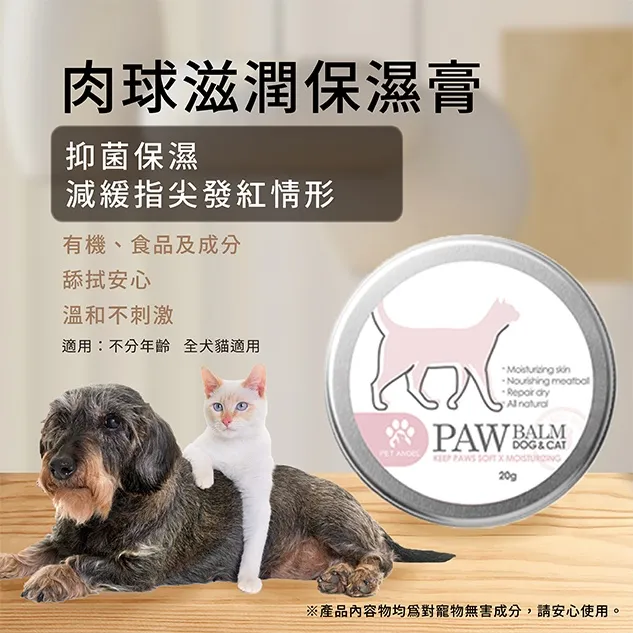 肉球滋潤保濕膏
抑菌保濕
減緩指尖發紅情形
有機、食品及成分
舔拭安心
溫和不刺激
適用：不分年齡 全犬貓適用
· Moisturizing skin
· Nourishing meatball
· Repair dry
· All natural
PET ANGEL
PAW BALM
DOG & CAT
KEEP PAWS SOFT X MOISTURIZING
20g
※產品內容物均爲對寵物無害成分，請安心使用。